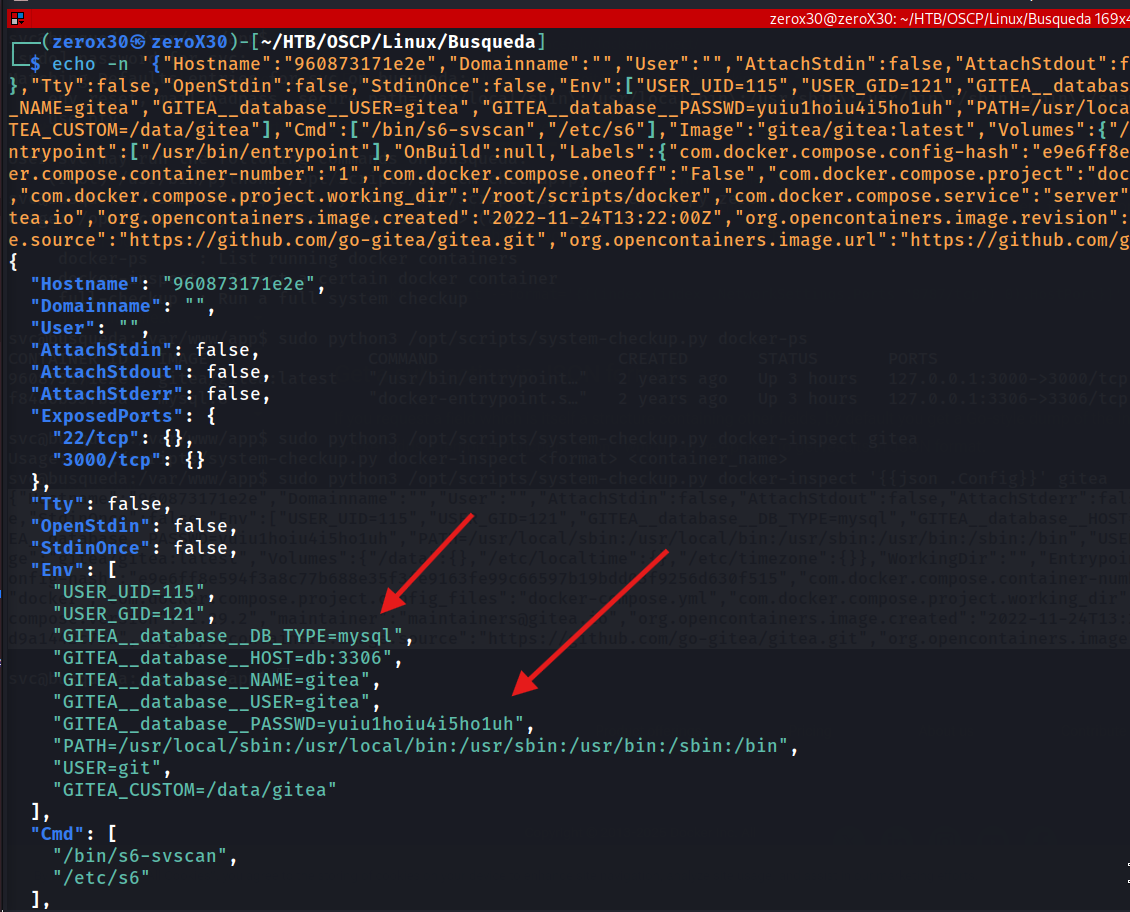 zerox30@zeroX30: ~/HTB/OSCP/Linux/Busqueda 169x4
┌──(zerox30㉿zeroX30)-[~/HTB/OSCP/Linux/Busqueda]
└─$ echo -n '{"Hostname":"960873171e2e","Domainname":"","User":"","AttachStdin":false,"AttachStdout":f
},"Tty":false,"OpenStdin":false,"StdinOnce":false,"Env":["USER_UID=115","USER_GID=121","GITEA__databas
_NAME=gitea","GITEA__database__USER=gitea","GITEA__database__PASSWD=yuiu1hoiu4i5ho1uh","PATH=/usr/loca
TEA_CUSTOM=/data/gitea"],"Cmd":["/bin/s6-svscan","/etc/s6"],"Image":"gitea/gitea:latest","Volumes":{"/
ntrypoint":["/usr/bin/entrypoint"],"OnBuild":null,"Labels":{"com.docker.compose.config-hash":"e9e6ff8e
er.compose.container-number":"1","com.docker.compose.oneoff":"False","com.docker.compose.project":"doc
,"com.docker.compose.project.working_dir":"/root/scripts/docker","com.docker.compose.service":"server"
tea.io","org.opencontainers.image.created":"2022-11-24T13:22:00Z","org.opencontainers.image.revision":
e.source":"https://github.com/go-gitea/gitea.git","org.opencontainers.image.url":"https://github.com/g
{
"Hostname": "960873171e2e",
"Domainname": "",
"User": "",
"AttachStdin": false,
"AttachStdout": false,
"AttachStderr": false,
"ExposedPorts": {
"22/tcp": {},
"3000/tcp": {}
},
"Tty": false,
"OpenStdin": false,
"StdinOnce": false,
"Env": [
"USER_UID=115",
"USER_GID=121",
"GITEA__database__DB_TYPE=mysql",
"GITEA__database__HOST=db:3306",
"GITEA__database__NAME=gitea",
"GITEA__database__USER=gitea",
"GITEA__database__PASSWD=yuiu1hoiu4i5ho1uh",
"PATH=/usr/local/sbin:/usr/local/bin:/usr/sbin:/usr/bin:/sbin:/bin",
"USER=git",
"GITEA_CUSTOM=/data/gitea"
],
"Cmd": [
"/bin/s6-svscan",
"/etc/s6"
],